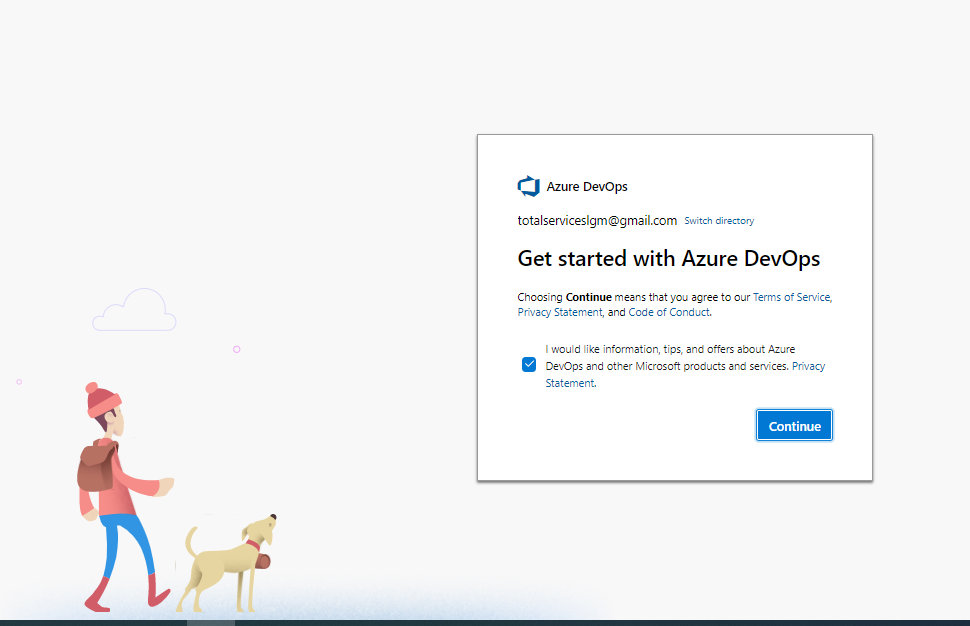 Azure DevOps
totalserviceslgm@gmail.com Switch directory
Get started with Azure DevOps
Choosing Continue means that you agree to our Terms of Service,
Privacy Statement, and Code of Conduct.
I would like information, tips, and offers about Azure
DevOps and other Microsoft products and services. Privacy
Statement.
Continue